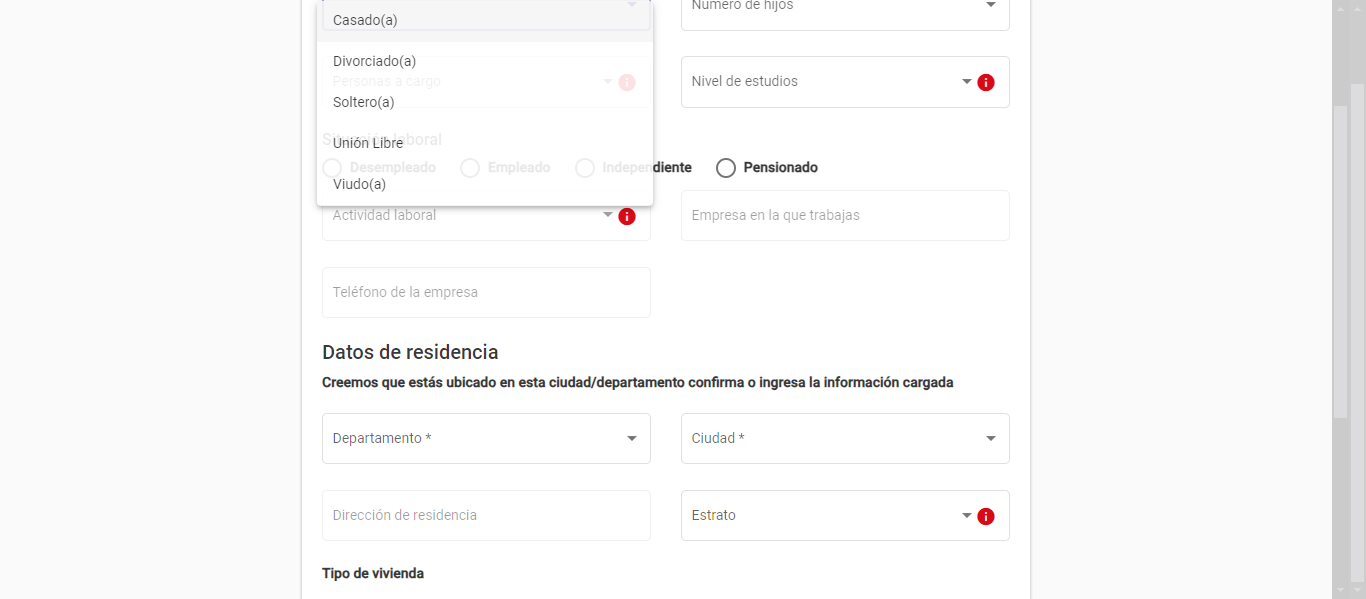 Casado(a)
Número de hijos
Divorciado(a)
Personas a cargo
Nivel de estudios
Soltero(a)
Situación laboral
Unión Libre
Desempleado
Empleado
Independiente
Pensionado
Viudo(a)
Actividad laboral
Empresa en la que trabajas
Teléfono de la empresa
Datos de residencia
Creemos que estás ubicado en esta ciudad/departamento confirma o ingresa la información cargada
Departamento *
Ciudad *
Dirección de residencia
Estrato
Tipo de vivienda